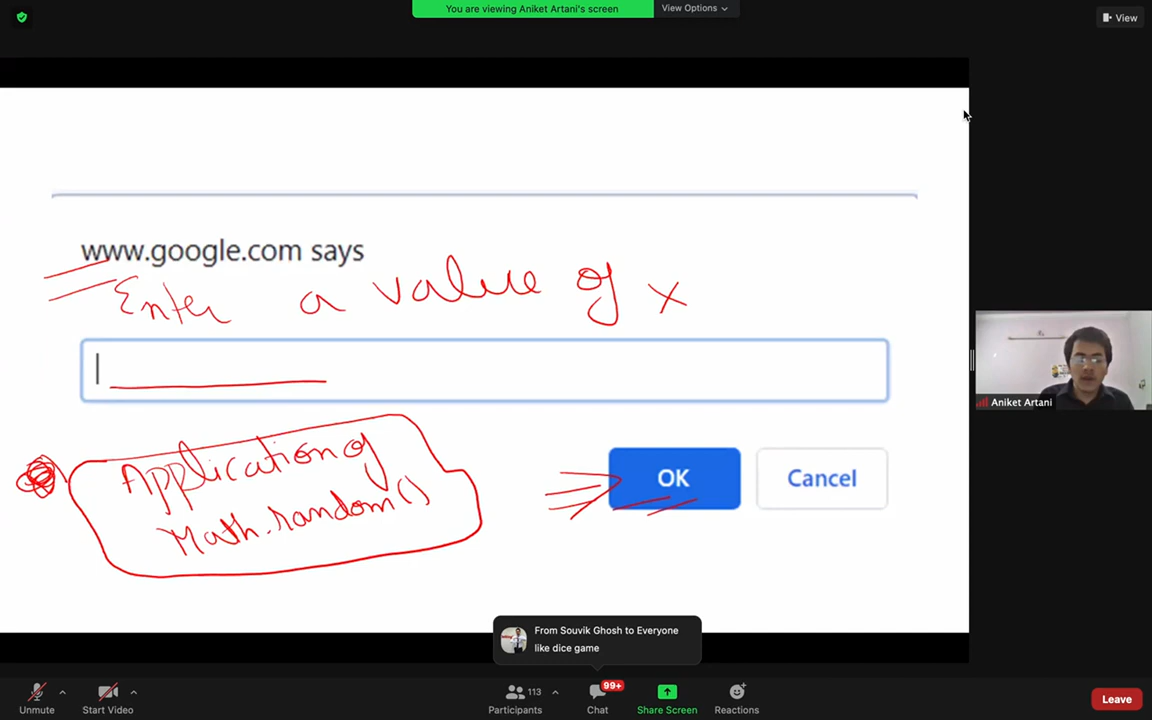 You are viewing Aniket Artani's screen
View Options
View
www.google.com says
Enter a value of x
Application of
Math.random()
OK
Cancel
Aniket Artani
From Souvik Ghosh to Everyone
like dice game
99+
113
Unmute
Start Video
Participants
Chat
Share Screen
Reactions
Leave